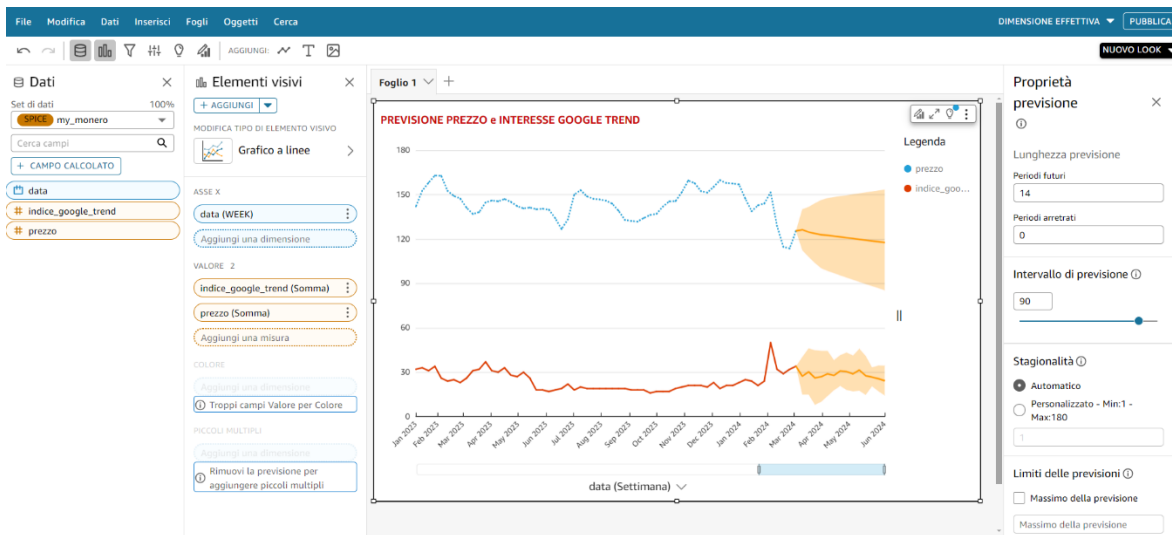 File Modifica Dati Inserisci Fogli Oggetti Cerca
DIMENSIONE EFFETTIVA
PUBBLICA
AGGIUNGI:
T
NUOVO LOOK
Dati
Set di dati 100%
SPICE my_monero
Cerca campi
+ CAMPO CALCOLATO
data
# indice_google_trend
# prezzo
Elementi visivi
+ AGGIUNGI
MODIFICA TIPO DI ELEMENTO VISIVO
Grafico a linee
ASSE X
data (WEEK)
Aggiungi una dimensione
VALORE 2
indice_google_trend (Somma)
prezzo (Somma)
Aggiungi una misura
COLORE
Aggiungi una dimensione
Troppi campi Valore per Colore
PICCOLI MULTIPLI
Aggiungi una dimensione
Rimuovi la previsione per
aggiungere piccoli multipli
Foglio 1
PREVISIONE PREZZO e INTERESSE GOOGLE TREND
180
150
120
90
60
30
0
Jan 2023
Feb 2023
Mar 2023
Apr 2023
May 2023
Jun 2023
Jul 2023
Aug 2023
Sep 2023
Oct 2023
Nov 2023
Dec 2023
Jan 2024
Feb 2024
Mar 2024
Apr 2024
May 2024
Jun 2024
data (Settimana)
Legenda
prezzo
indice_goo...
Proprietà
previsione
Lunghezza previsione
Periodi futuri
14
Periodi arretrati
0
Intervallo di previsione
90
Stagionalità
Automatico
Personalizzato - Min:1 -
Max:180
1
Limiti delle previsioni
Massimo della previsione
Massimo della previsione